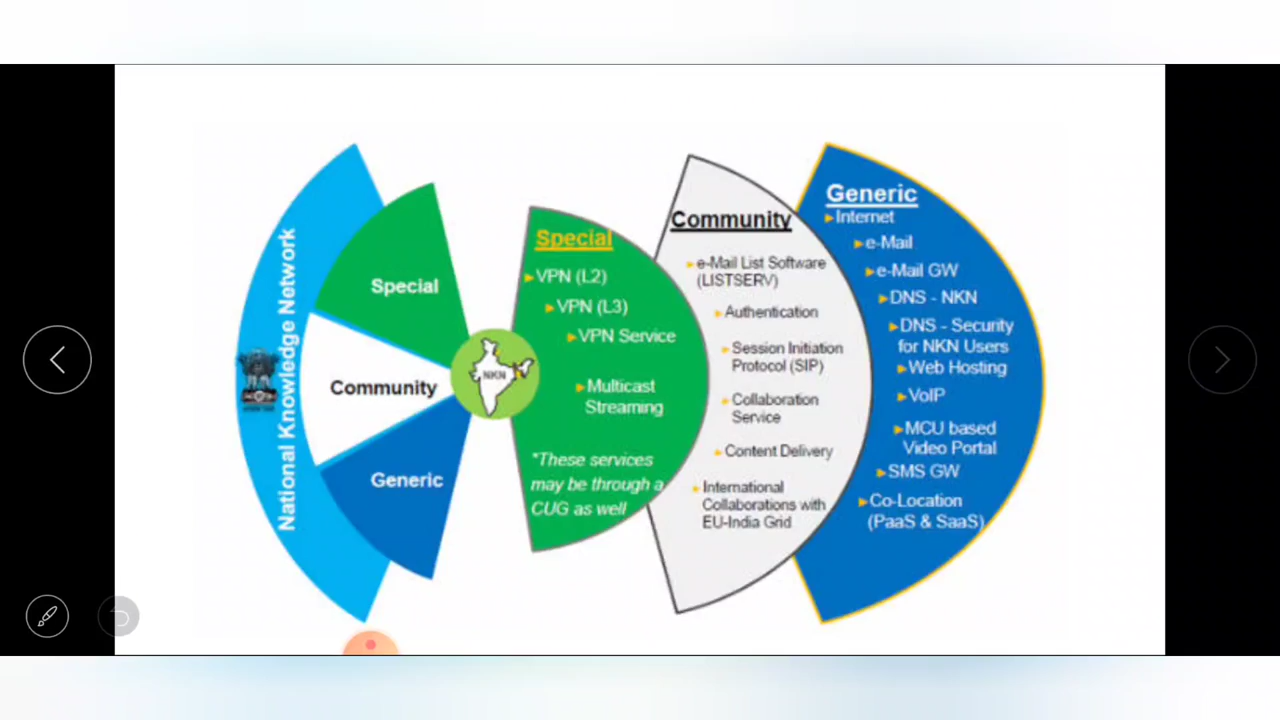 National Knowledge Network
Special
Community
Generic
NKN
Special
VPN (L2)
VPN (L3)
VPN Service
Multicast
Streaming
*These services
may be through a
CUG as well
Community
e-Mail List Software
(LISTSERV)
Authentication
Session Initiation
Protocol (SIP)
Collaboration
Service
Content Delivery
International
Collaborations with
EU-India Grid
Generic
Internet
e-Mail
e-Mail GW
DNS - NKN
DNS - Security
for NKN Users
Web Hosting
VoIP
MCU based
Video Portal
SMS GW
Co-Location
(PaaS & SaaS)